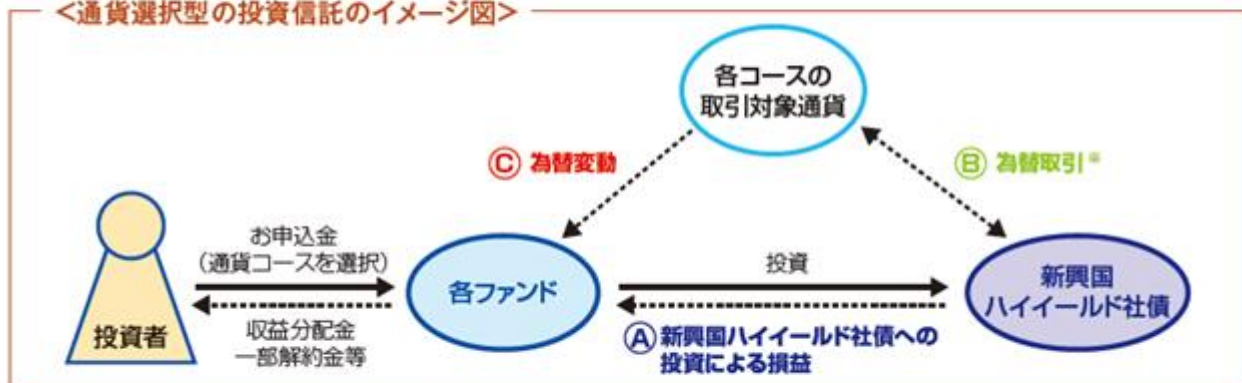 <通貨選択型の投資信託のイメージ図>
各コースの
取引対象通貨
Ⓒ 為替変動
Ⓑ 為替取引※
お申込金
（通貨コースを選択）
投資者
収益分配金
一部解約金等
各ファンド
投資
Ⓐ新興国ハイイールド社債への
投資による損益
新興国
ハイイールド社債